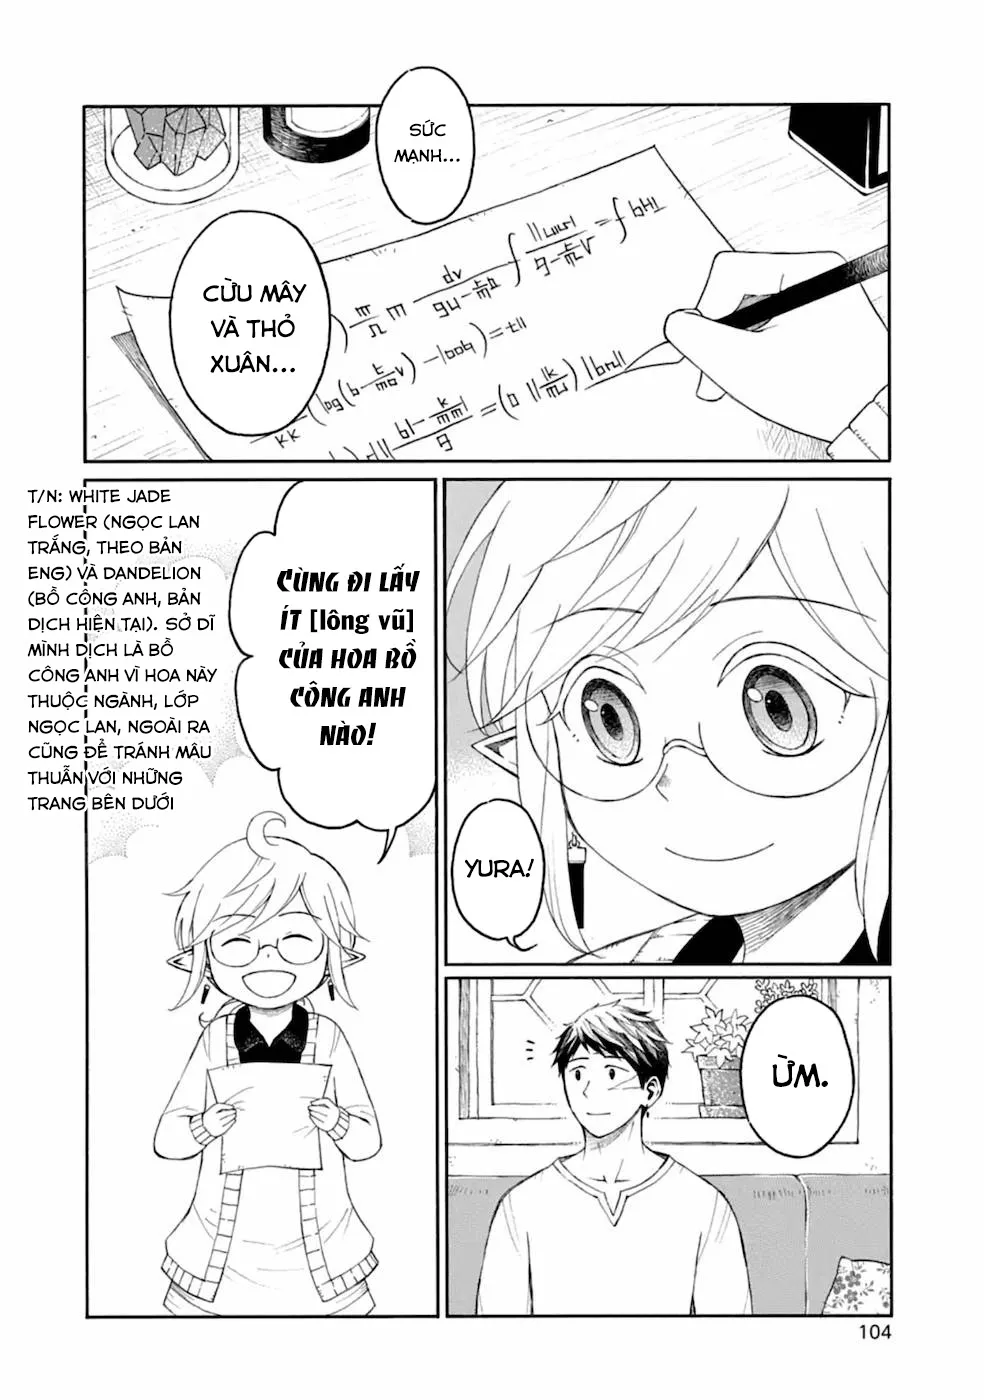 SỨC
MẠNH...
CỪU MÂY
VÀ THỎ
XUÂN...
YURA!
CÙNG ĐI LẤY
ÍT [lông vũ]
CỦA HOA BỒ
CÔNG ANH
NÀO!
T/N: WHITE JADE
FLOWER (NGỌC LAN
TRẮNG, THEO BẢN
ENG) VÀ DANDELION
(BỒ CÔNG ANH, BẢN
DỊCH HIỆN TẠI). SỞ DĨ
MÌNH DỊCH LÀ BỒ
CÔNG ANH VÌ HOA NÀY
THUỘC NGÀNH, LỚP
NGỌC LAN, NGOÀI RA
CŨNG ĐỂ TRÁNH MÂU
THUẪN VỚI NHỮNG
TRANG BÊN DƯỚI
ỪM.
104